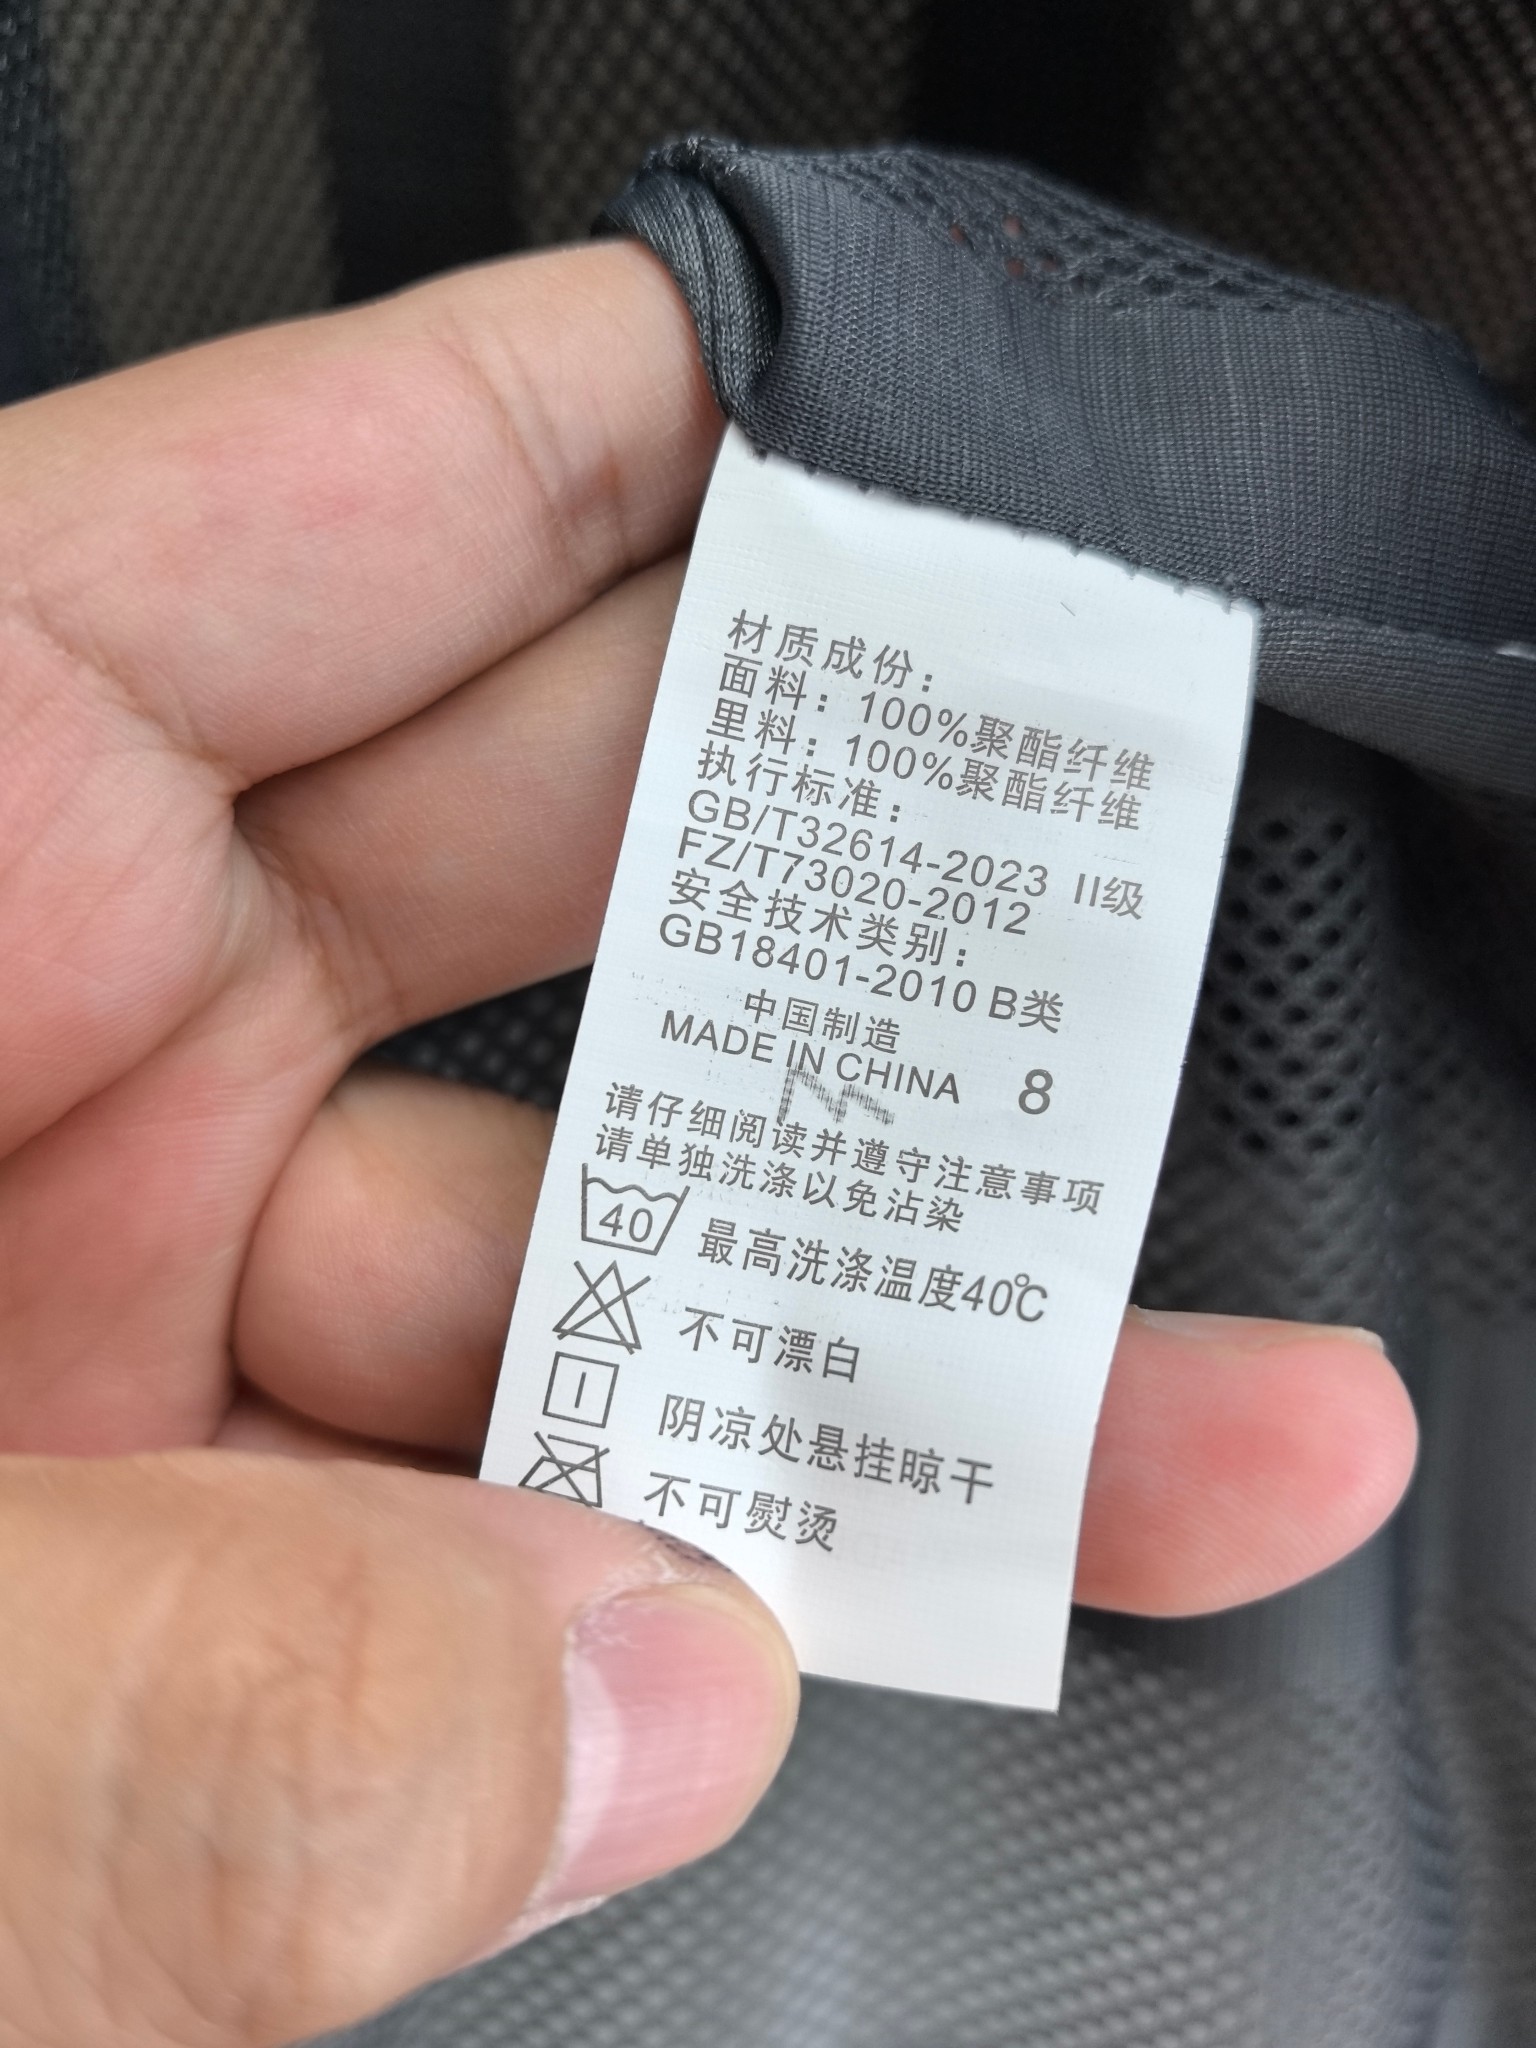 材质成份：
面料：100%聚酯纤维
里料：100%聚酯纤维
执行标准：
GB/T32614-2023 II级
FZ/T73020-2012
安全技术类别：
GB18401-2010 B类
中国制造
MADE IN CHINA 8
请仔细阅读并遵守注意事项
请单独洗涤以免沾染
40 最高洗涤温度40℃
不可漂白
阴凉处悬挂晾干
不可熨烫